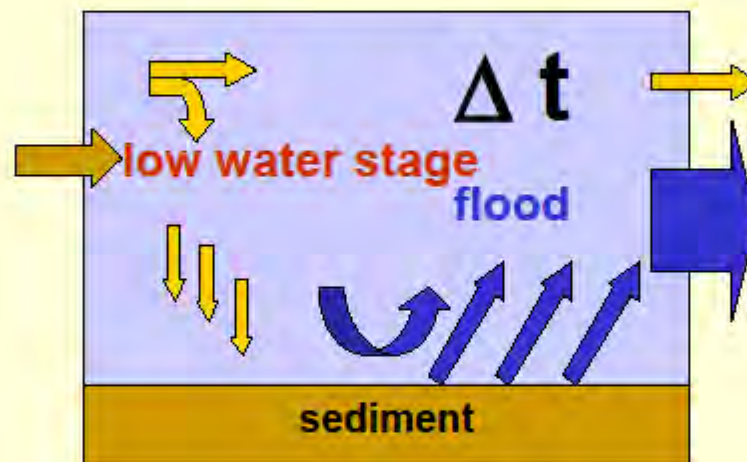 Δ t
low water stage
flood
sediment